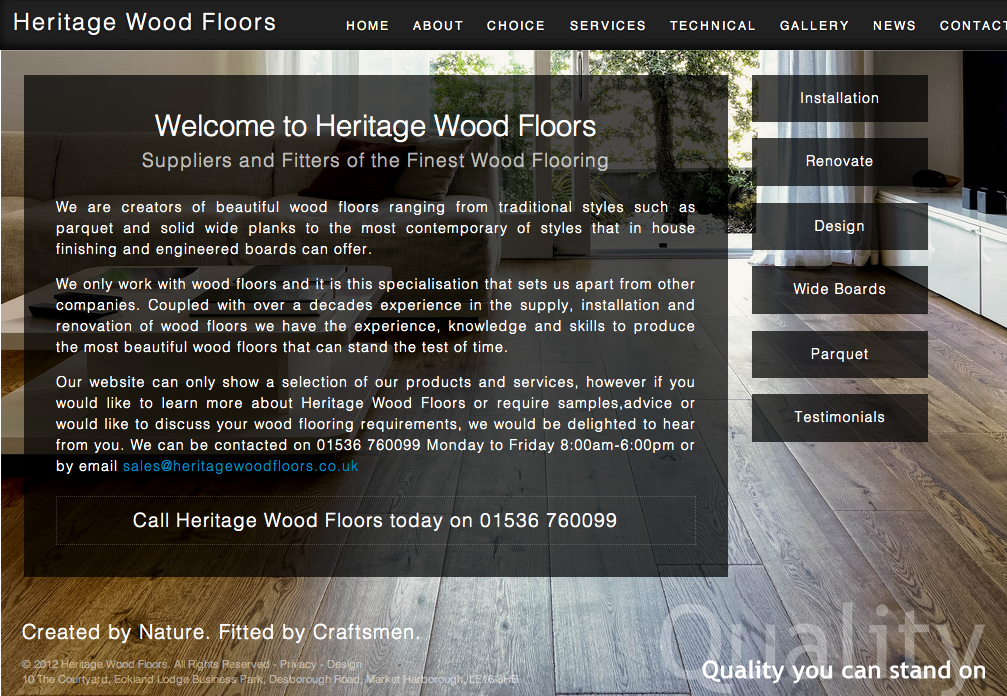 Heritage Wood Floors
HOME ABOUT CHOICE SERVICES TECHNICAL GALLERY NEWS CONTACT
Welcome to Heritage Wood Floors
Suppliers and Fitters of the Finest Wood Flooring
We are creators of beautiful wood floors ranging from traditional styles such as
parquet and solid wide planks to the most contemporary of styles that in house
finishing and engineered boards can offer.
We only work with wood floors and it is this specialisation that sets us apart from other
companies. Coupled with over a decades experience in the supply, installation and
renovation of wood floors we have the experience, knowledge and skills to produce
the most beautiful wood floors that can stand the test of time.
Our website can only show a selection of our products and services, however if you
would like to learn more about Heritage Wood Floors or require samples,advice or
would like to discuss your wood flooring requirements, we would be delighted to hear
from you. We can be contacted on 01536 760099 Monday to Friday 8:00am-6:00pm or
by email sales@heritagewoodfloors.co.uk
Call Heritage Wood Floors today on 01536 760099
Installation
Renovate
Design
Wide Boards
Parquet
Testimonials
Created by Nature. Fitted by Craftsmen.
© 2012 Heritage Wood Floors. All Rights Reserved - Privacy - Design
10 The Courtyard, Eckland Lodge Business Park, Desborough Road, Market Harborough, LE16 8HB
Quality
Quality you can stand on